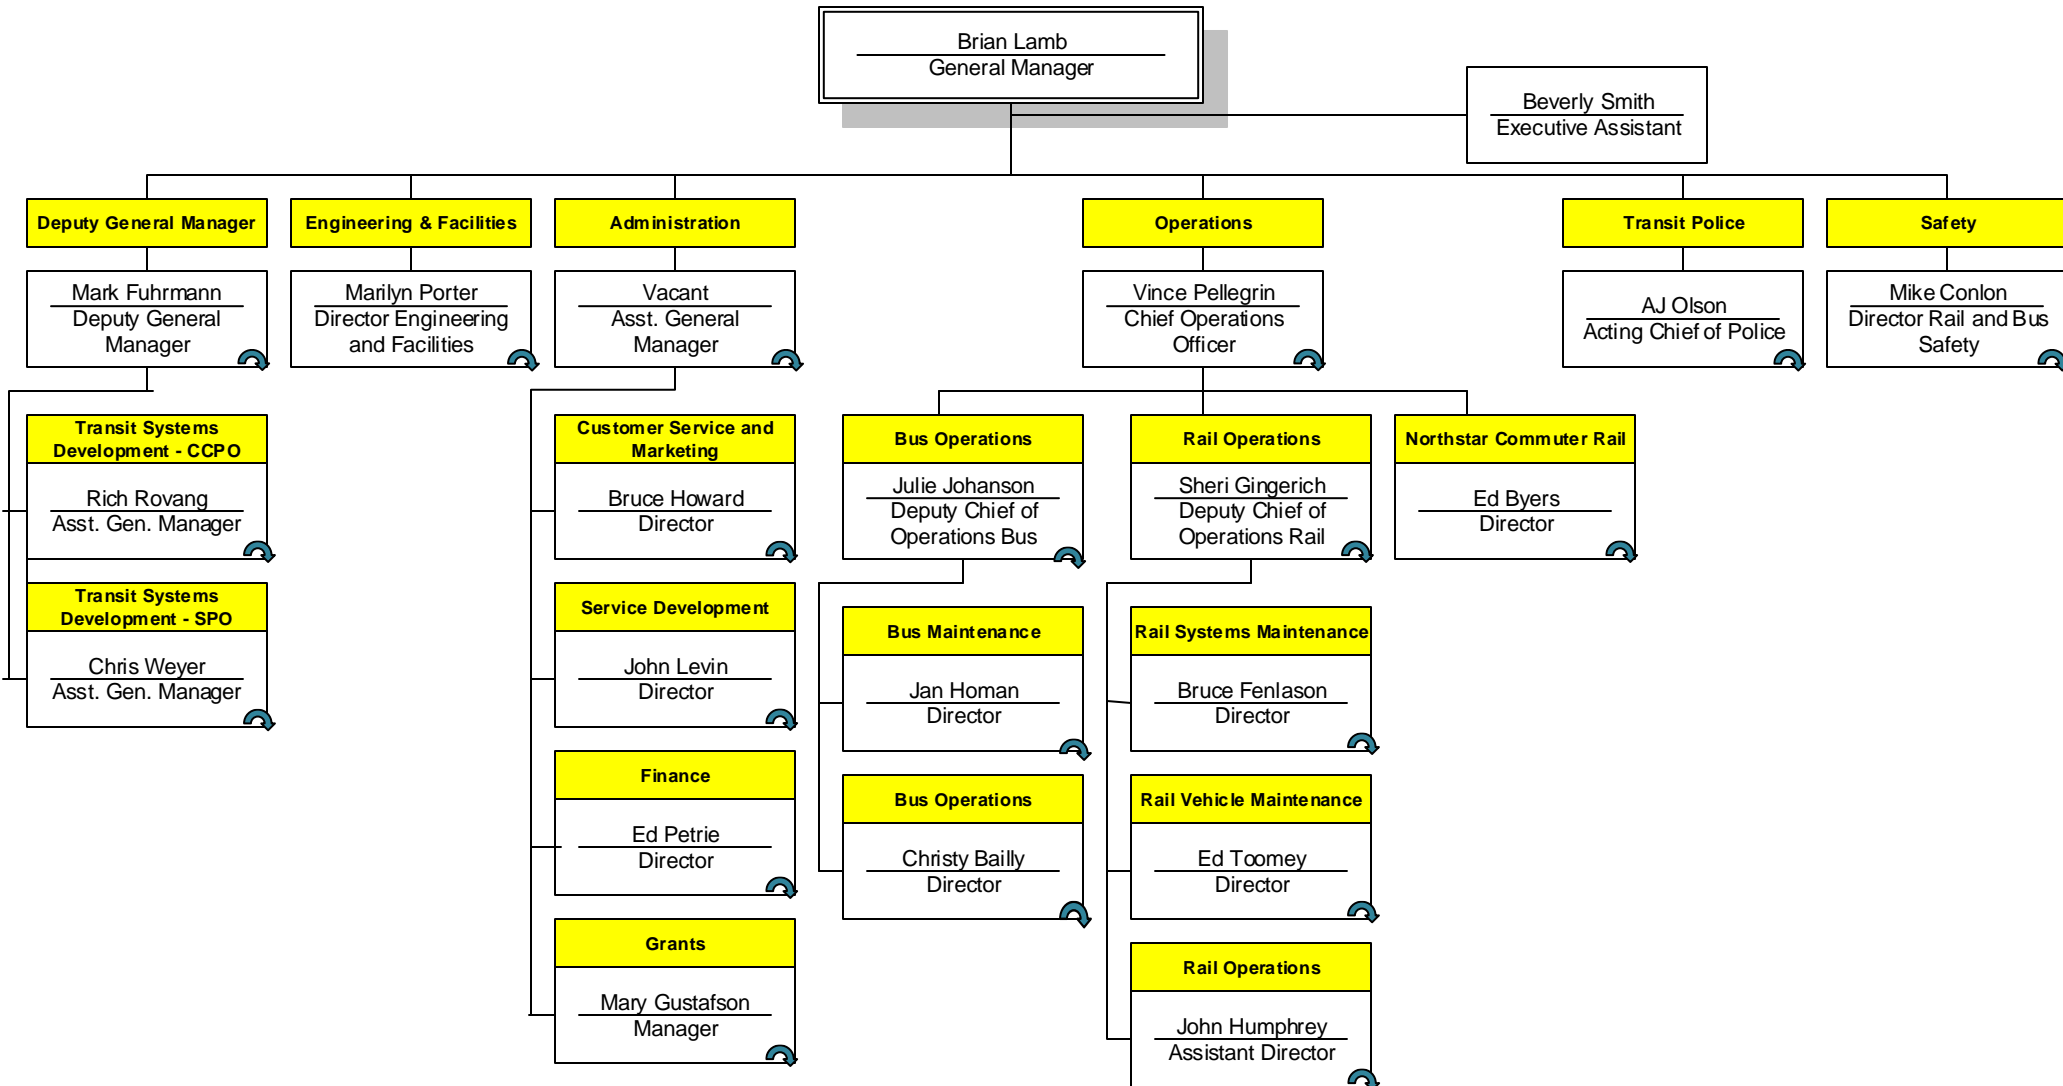 Brian Lamb
General Manager
Beverly Smith
Executive Assistant
Deputy General Manager
Mark Fuhrmann
Deputy General
Manager
Transit Systems
Development - CCPO
Rich Rovang
Asst. Gen. Manager
Transit Systems
Development - SPO
Chris Weyer
Asst. Gen. Manager
Engineering & Facilities
Marilyn Porter
Director Engineering
and Facilities
Administration
Vacant
Asst. General
Manager
Customer Service and
Marketing
Bruce Howard
Director
Service Development
John Levin
Director
Finance
Ed Petrie
Director
Grants
Mary Gustafson
Manager
Operations
Vince Pellegrin
Chief Operations
Officer
Bus Operations
Julie Johanson
Deputy Chief of
Operations Bus
Bus Maintenance
Jan Homan
Director
Bus Operations
Christy Bailly
Director
Rail Operations
Sheri Gingerich
Deputy Chief of
Operations Rail
Rail Systems Maintenance
Bruce Fenlason
Director
Rail Vehicle Maintenance
Ed Toomey
Director
Rail Operations
John Humphrey
Assistant Director
Northstar Commuter Rail
Ed Byers
Director
Transit Police
AJ Olson
Acting Chief of Police
Safety
Mike Conlon
Director Rail and Bus
Safety